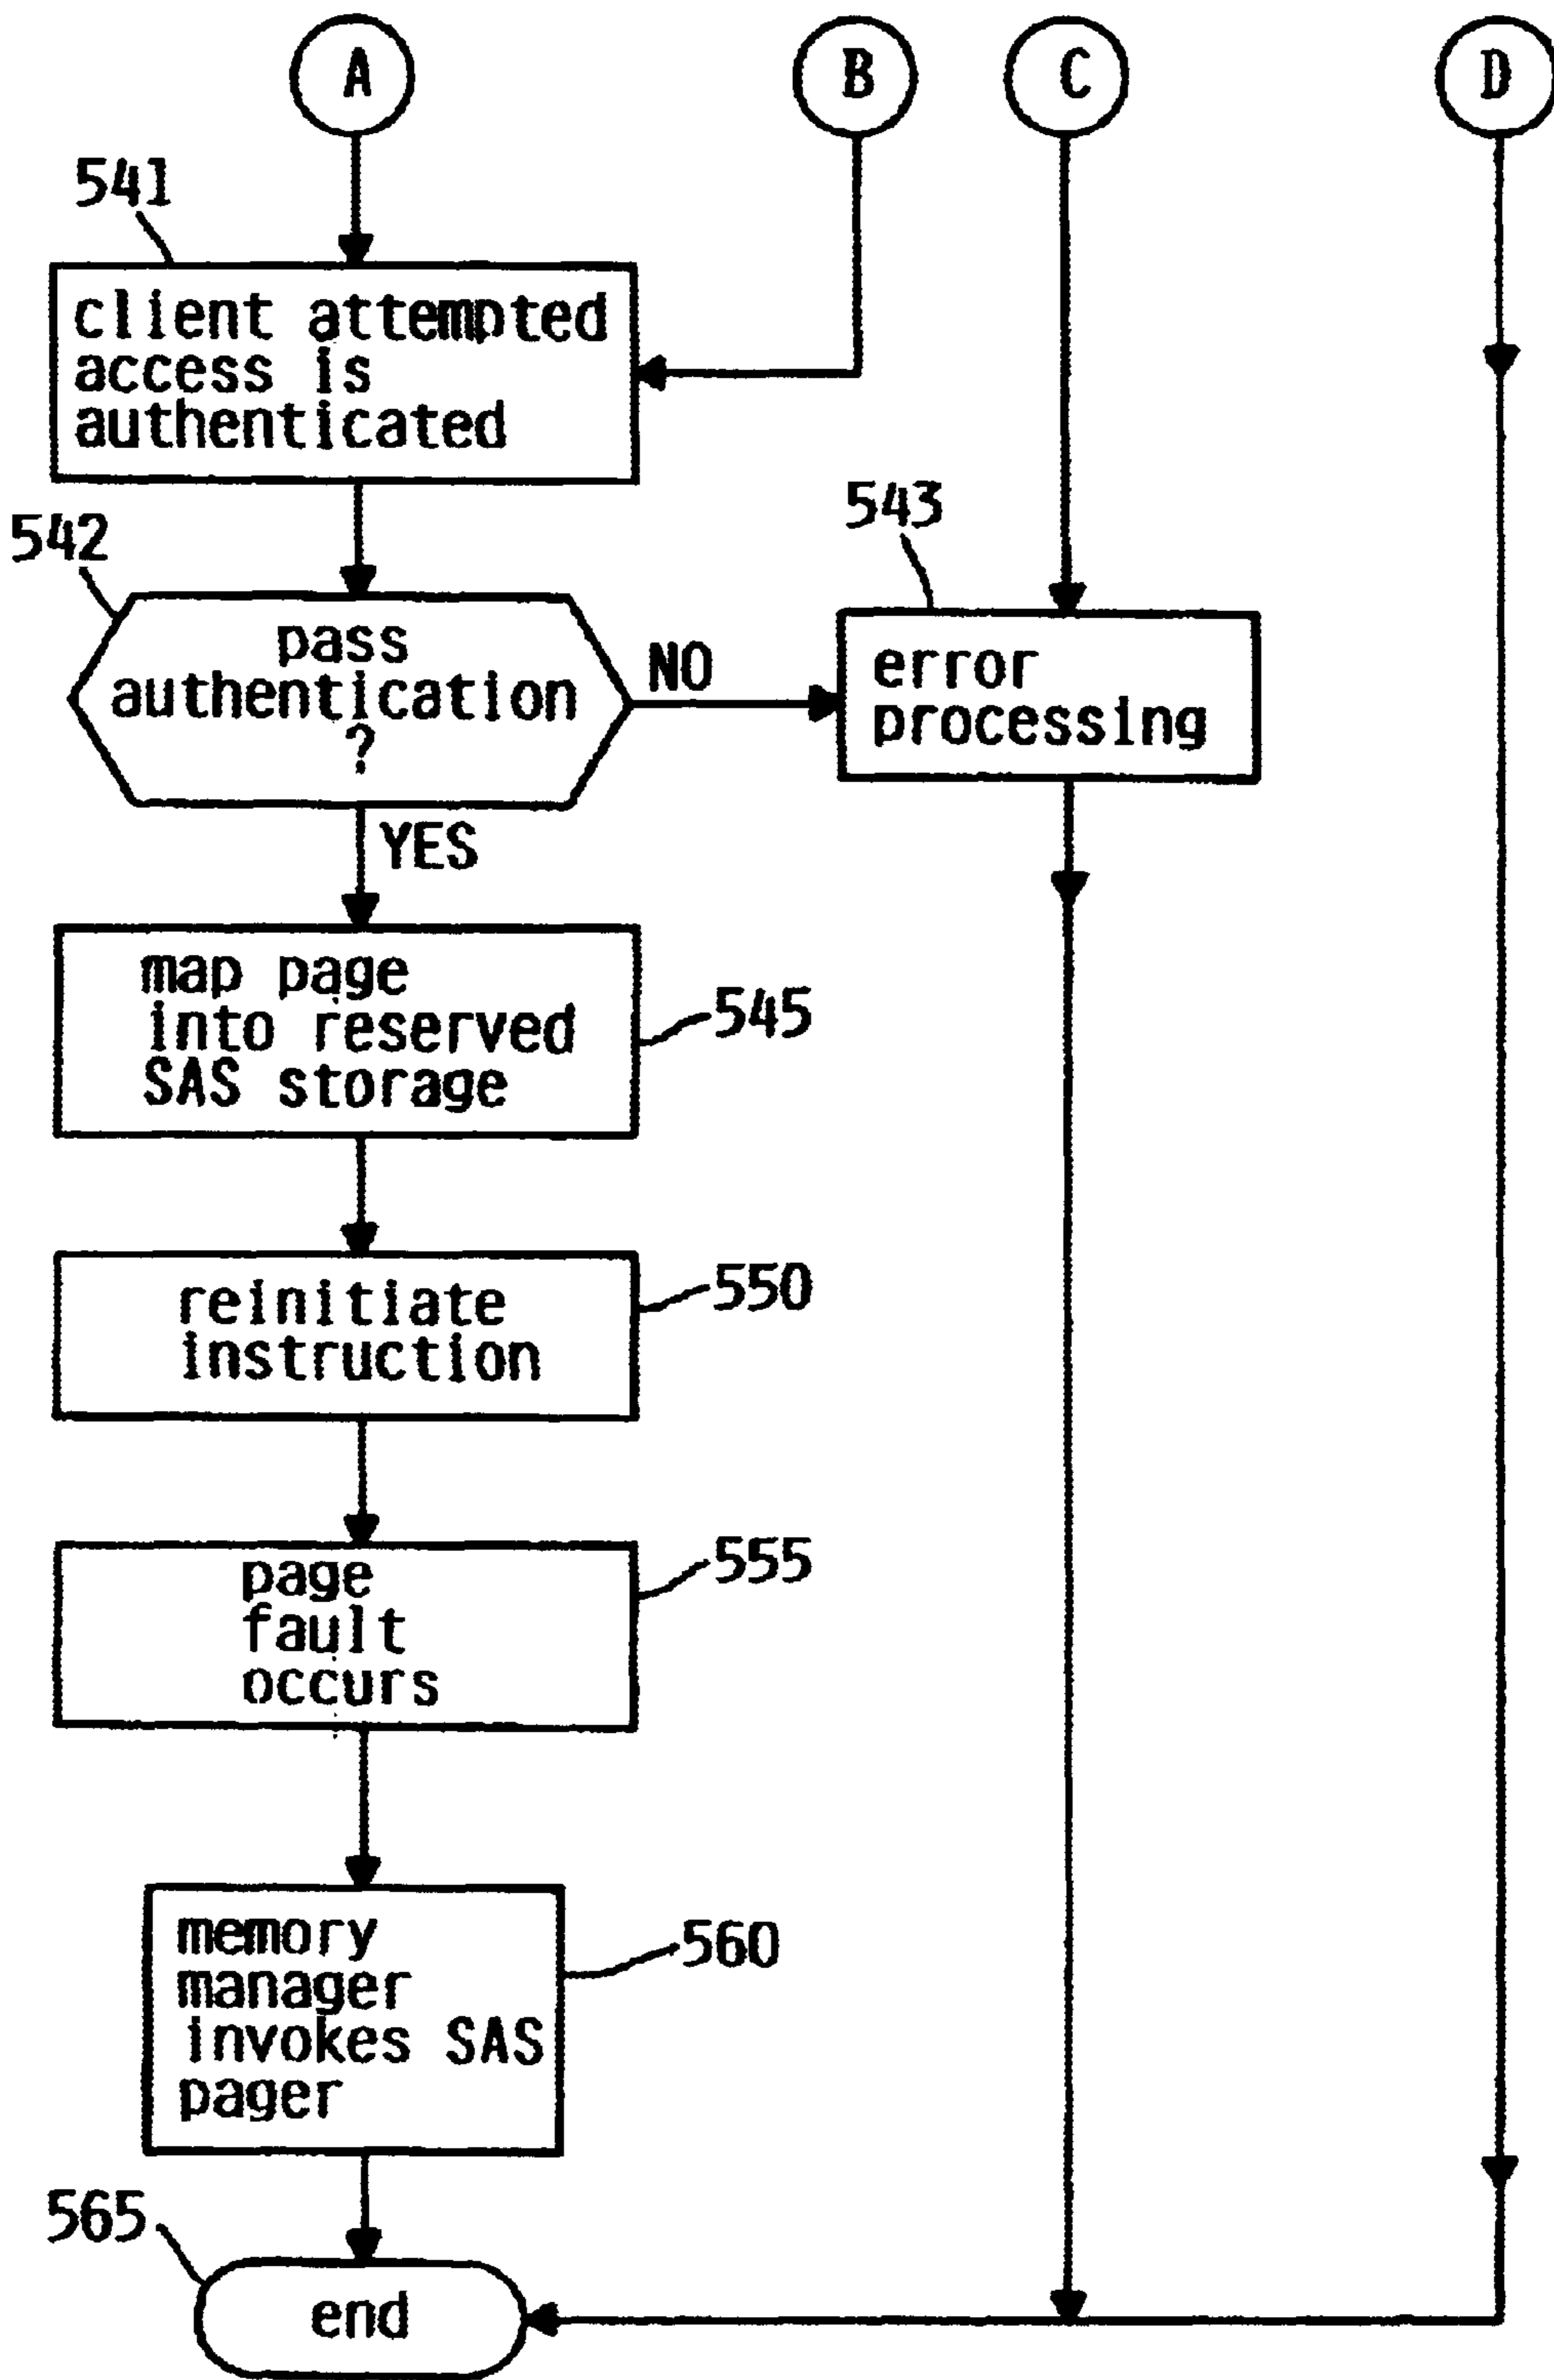 A
B
C
D
541
client attempted
access is
authenticated
542
pass
authentication
?
NO
543
error
processing
YES
map page
into reserved
SAS storage
545
reinitiate
instruction
550
page
fault
occurs
555
memory
manager
invokes SAS
pager
560
565
end